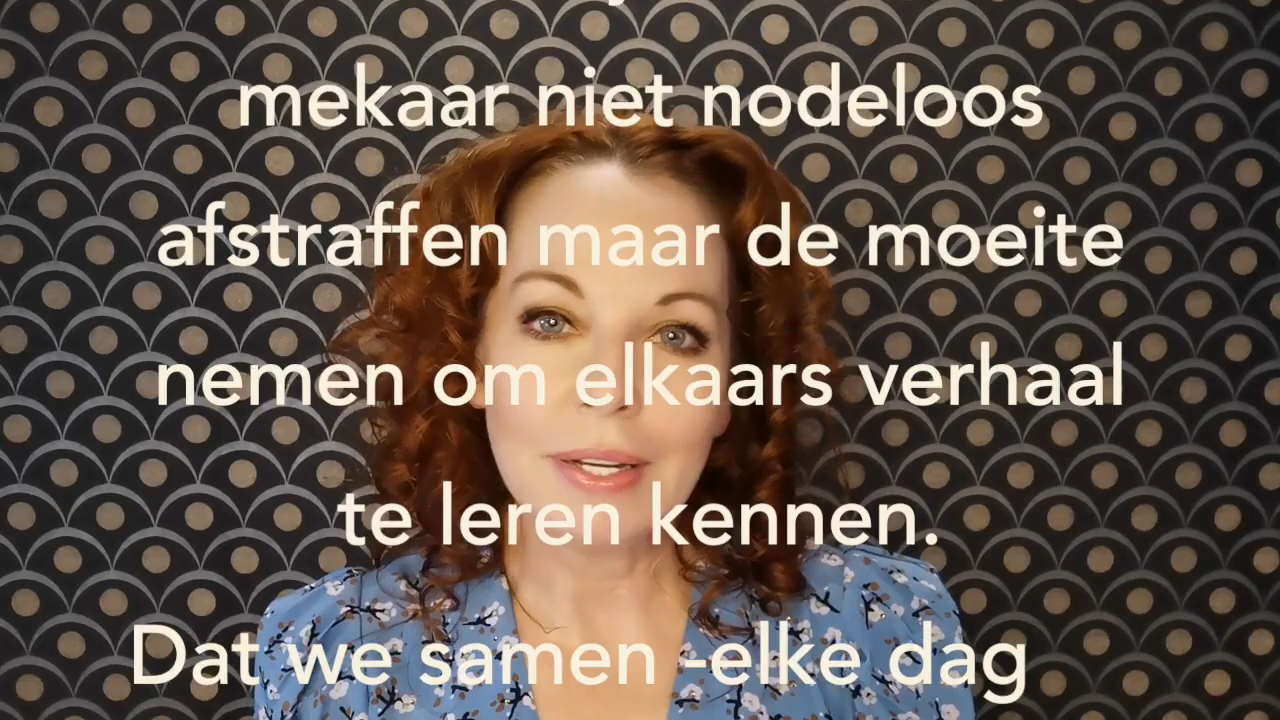 mekaar niet nodeloos
afstraffen maar de moeite
nemen om elkaars verhaal
te leren kennen.
Dat we samen -elke dag